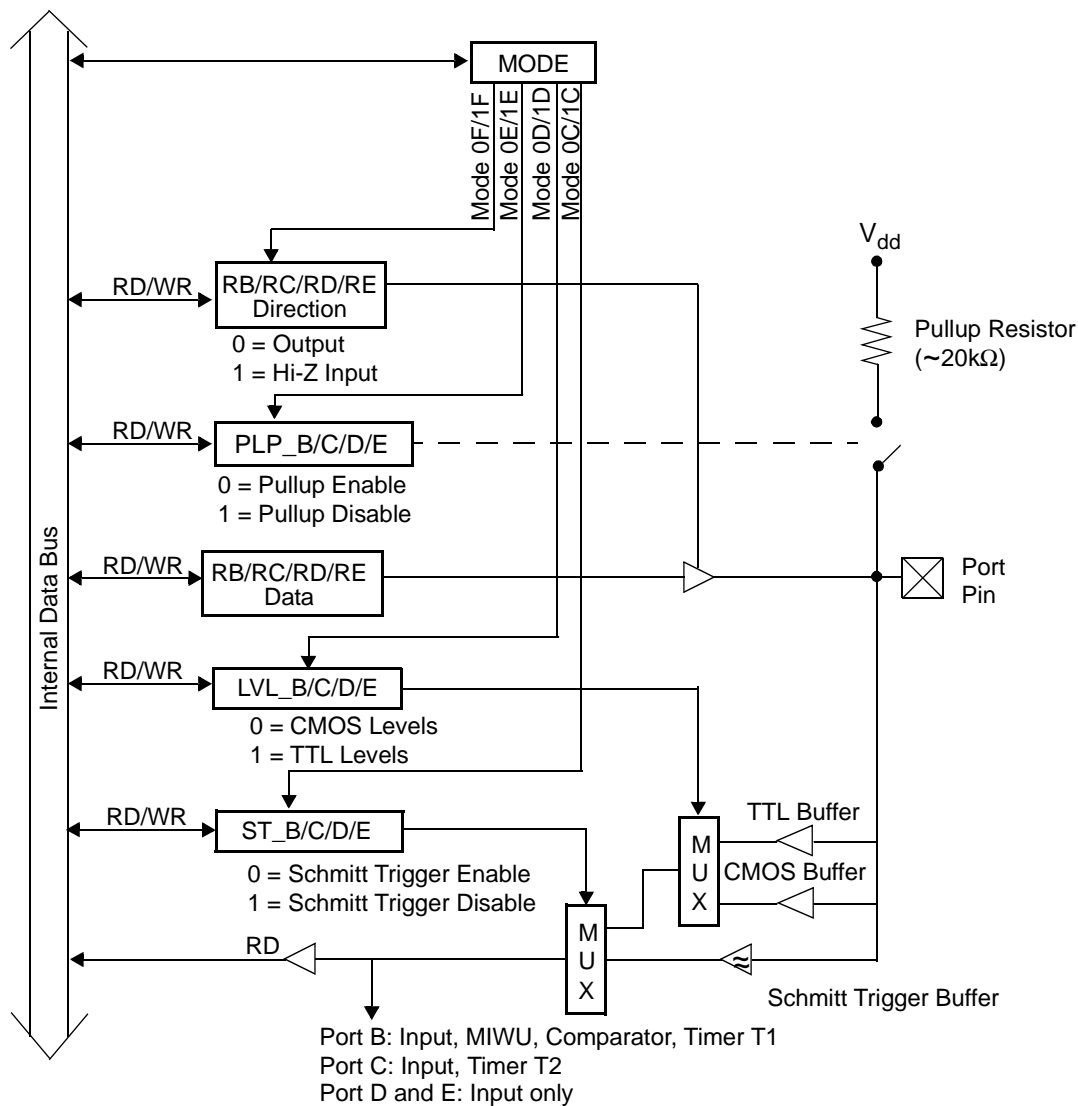 MODE
Mode 0F/1F
Mode 0E/1E
Mode 0D/1D
Mode 0C/1C
Vdd
RD/WR
RB/RC/RD/RE
Direction
0 = Output
1 = Hi-Z Input
Pullup Resistor
(~20kΩ)
RD/WR
PLP_B/C/D/E
0 = Pullup Enable
1 = Pullup Disable
Internal Data Bus
RD/WR
RB/RC/RD/RE
Data
Port
Pin
RD/WR
LVL_B/C/D/E
0 = CMOS Levels
1 = TTL Levels
RD/WR
ST_B/C/D/E
0 = Schmitt Trigger Enable
1 = Schmitt Trigger Disable
TTL Buffer
M
U
X
CMOS Buffer
RD
M
U
X
≈
Schmitt Trigger Buffer
Port B: Input, MIWU, Comparator, Timer T1
Port C: Input, Timer T2
Port D and E: Input only